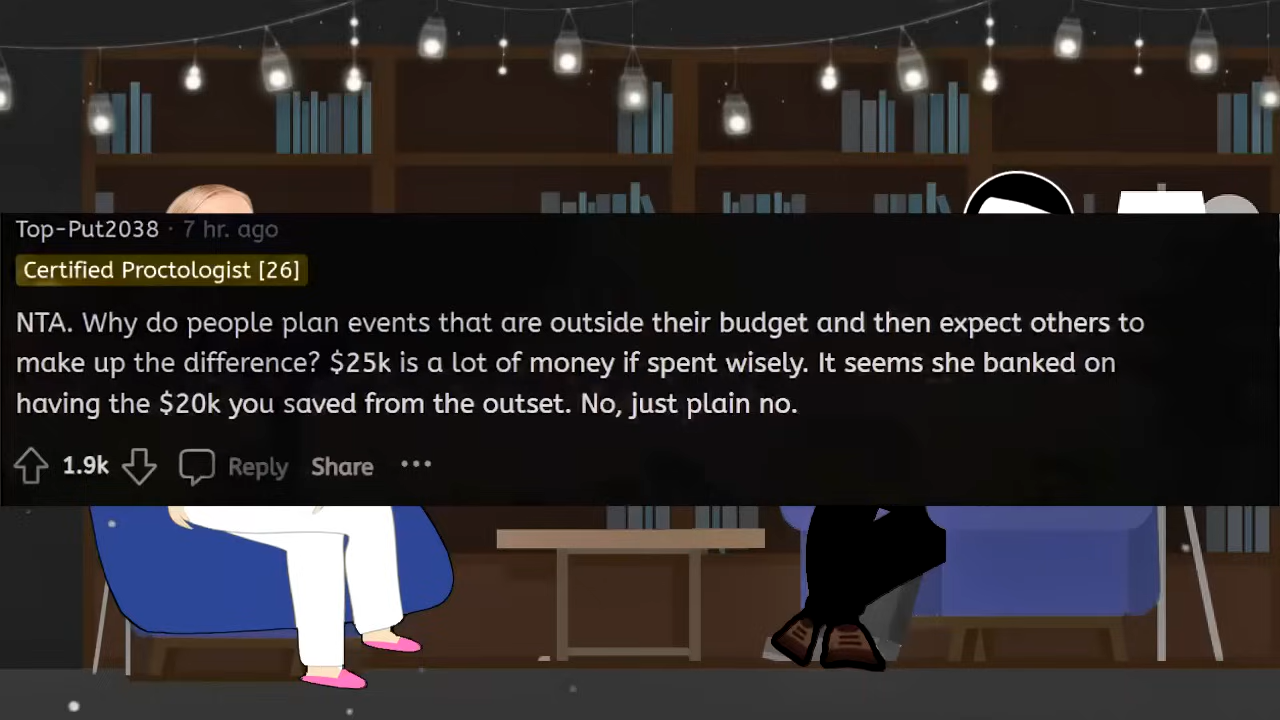 Top-Put2038 · 7 hr. ago
Certified Proctologist [26]
NTA. Why do people plan events that are outside their budget and then expect others to
make up the difference? $25k is a lot of money if spent wisely. It seems she banked on
having the $20k you saved from the outset. No, just plain no.
1.9k Reply Share ···